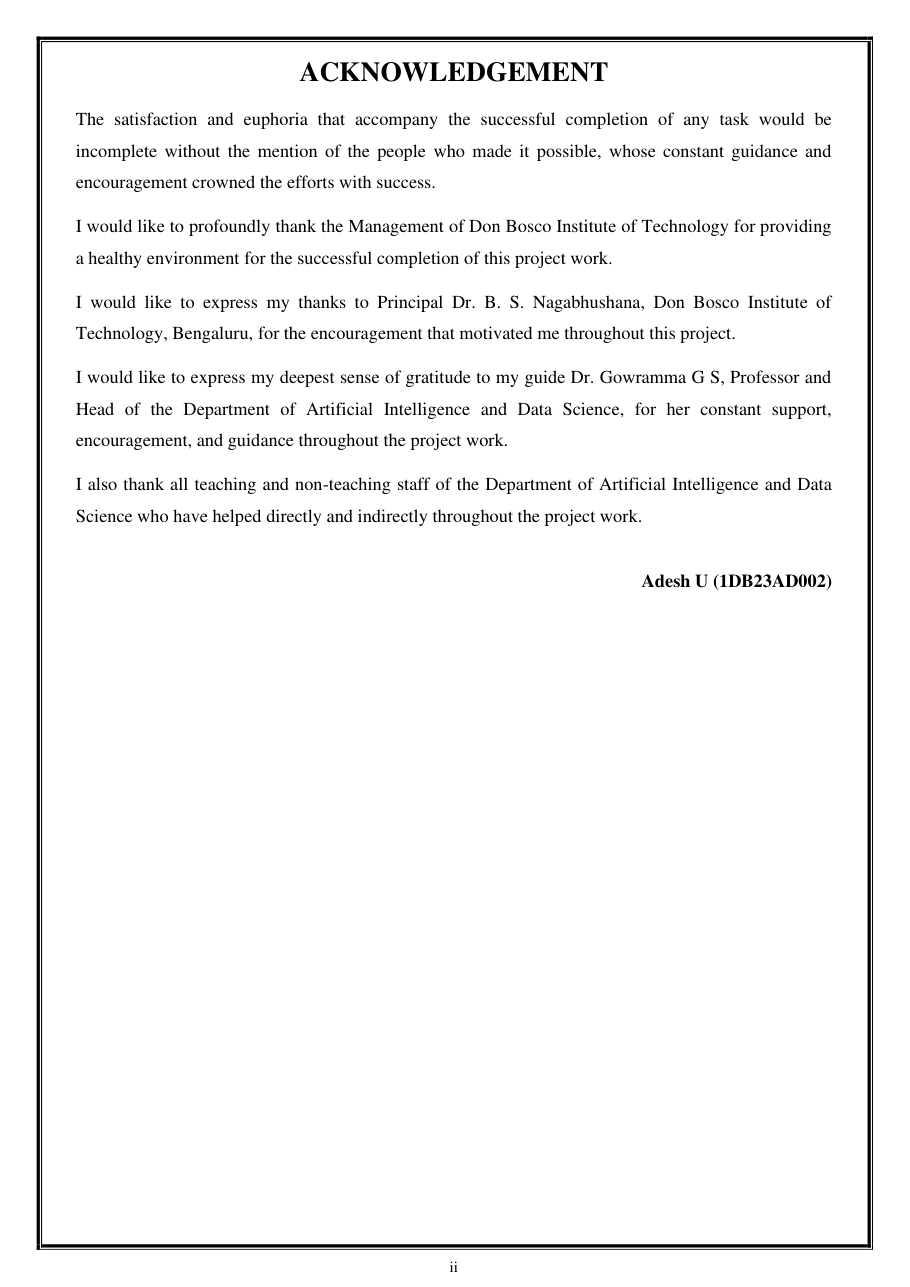 ACKNOWLEDGEMENT
The satisfaction and euphoria that accompany the successful completion of any task would be
incomplete without the mention of the people who made it possible, whose constant guidance and
encouragement crowned the efforts with success.
I would like to profoundly thank the Management of Don Bosco Institute of Technology for providing
a healthy environment for the successful completion of this project work.
I would like to express my thanks to Principal Dr. B. S. Nagabhushana, Don Bosco Institute of
Technology, Bengaluru, for the encouragement that motivated me throughout this project.
I would like to express my deepest sense of gratitude to my guide Dr. Gowramma G S, Professor and
Head of the Department of Artificial Intelligence and Data Science, for her constant support,
encouragement, and guidance throughout the project work.
I also thank all teaching and non-teaching staff of the Department of Artificial Intelligence and Data
Science who have helped directly and indirectly throughout the project work.
Adesh U (1DB23AD002)
ii